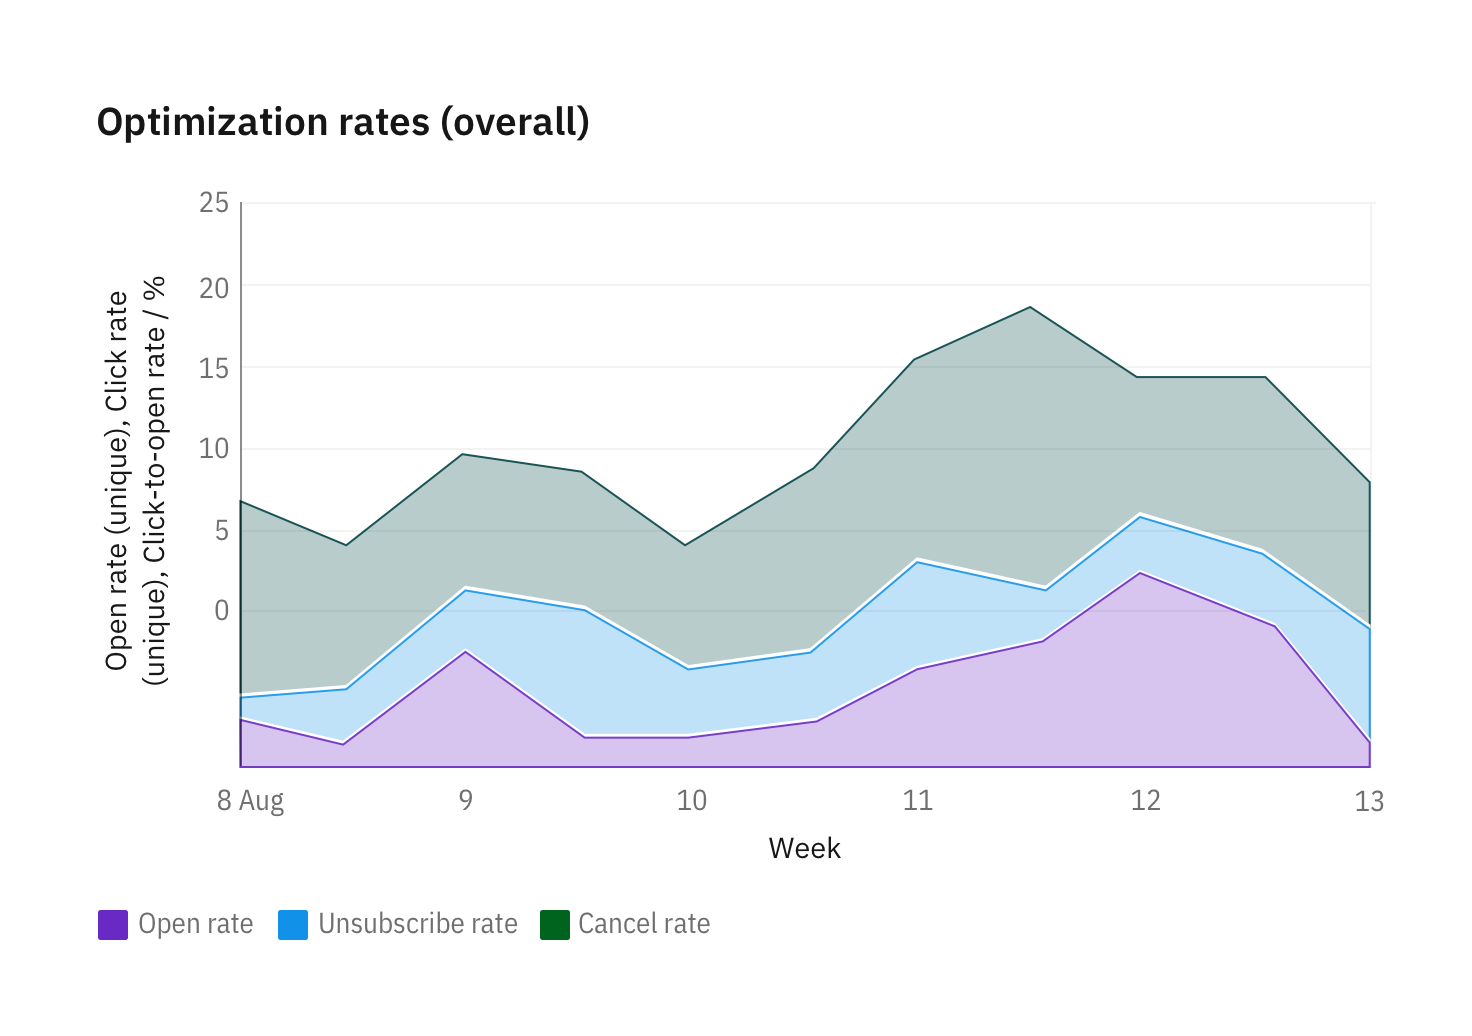 Optimization rates (overall)
Open rate (unique), Click rate
(unique), Click-to-open rate / %
25
20
15
10
5
0
8 Aug
9
10
11
12
13
Week
Open rate
Unsubscribe rate
Cancel rate